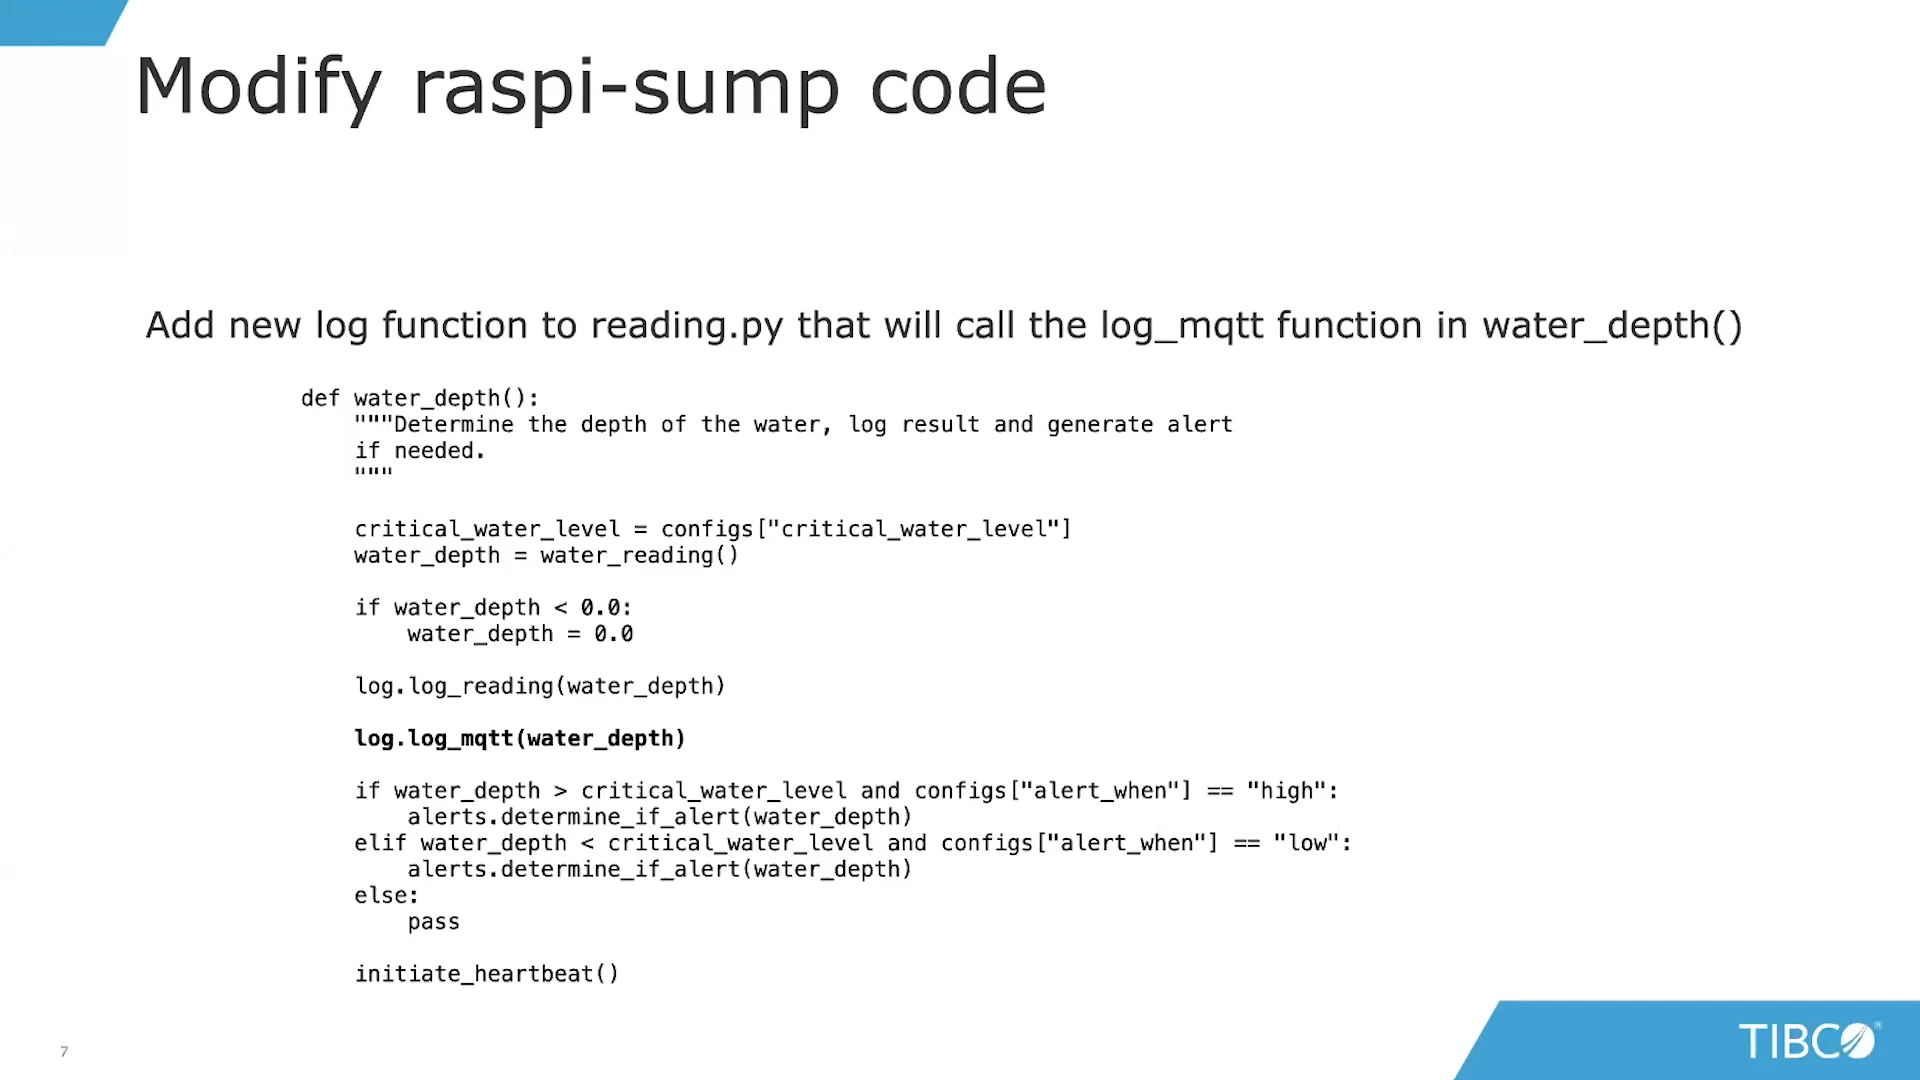 Modify raspi-sump code
Add new log function to reading.py that will call the log_mqtt function in water_depth()
def water_depth():
    """Determine the depth of the water, log result and generate alert
    if needed.
    """
    critical_water_level = configs["critical_water_level"]
    water_depth = water_reading()
    if water_depth < 0.0:
        water_depth = 0.0
    log.log_reading(water_depth)
    log.log_mqtt(water_depth)
    if water_depth > critical_water_level and configs["alert_when"] == "high":
        alerts.determine_if_alert(water_depth)
    elif water_depth < critical_water_level and configs["alert_when"] == "low":
        alerts.determine_if_alert(water_depth)
    else:
        pass
    initiate_heartbeat()
7
TIBCO®